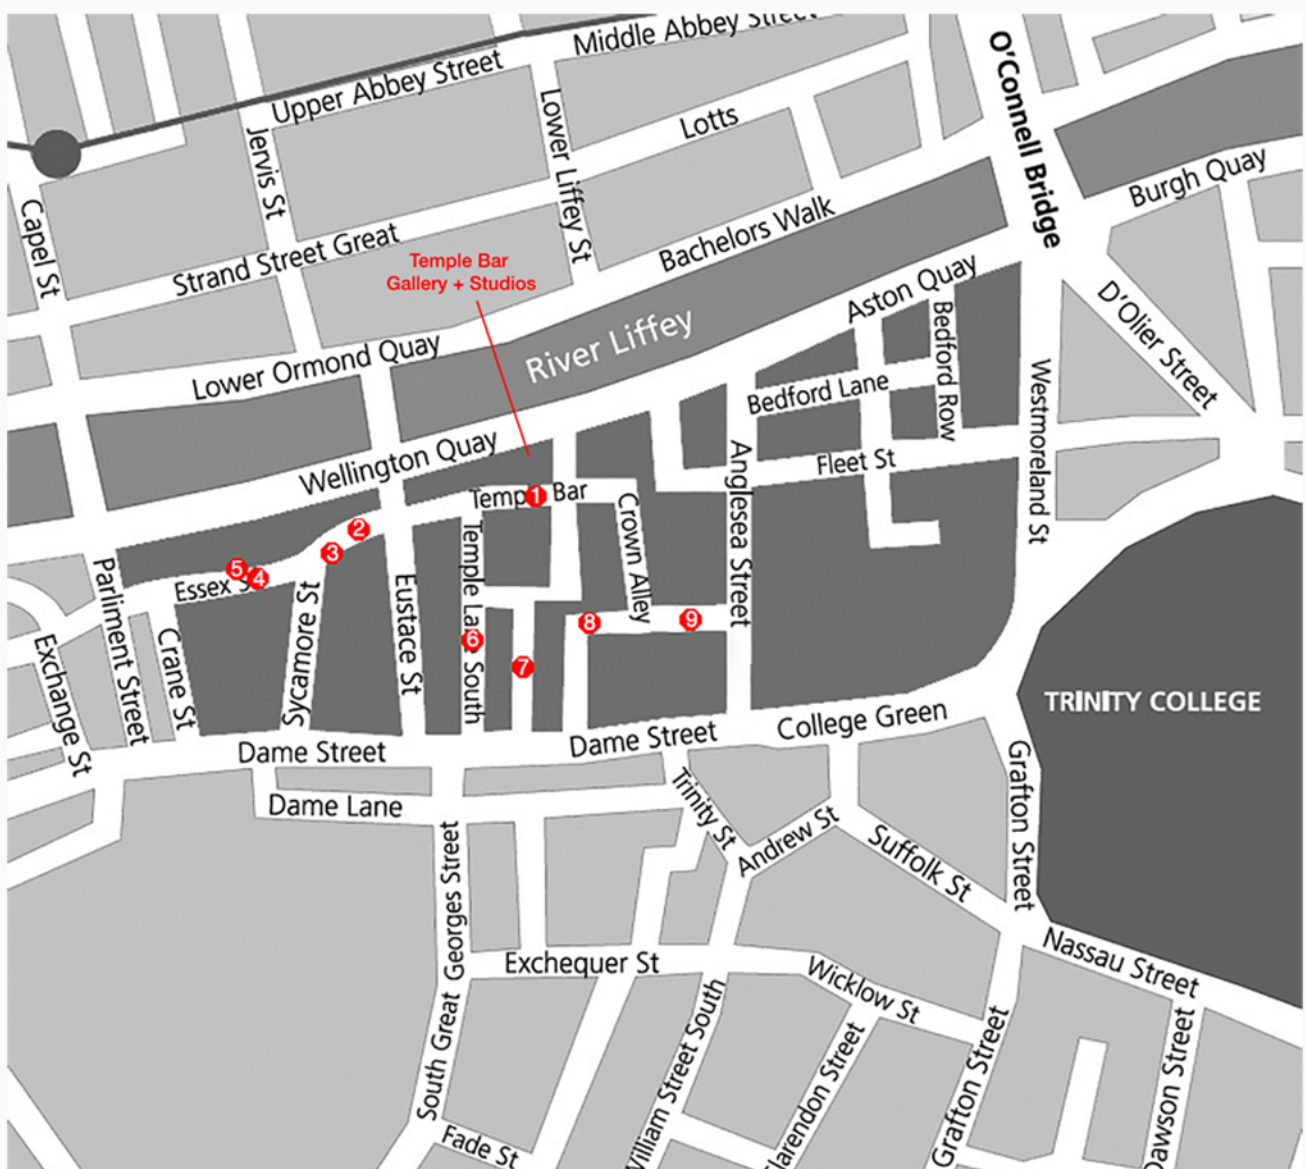 Middle Abbey Street
Upper Abbey Street
O'Connell Bridge
Lower Liffey St
Lotts
Jervis St
Burgh Quay
Capel St
Strand Street Great
Bachelors Walk
Temple Bar
Gallery + Studios
Aston Quay
D'Olier Street
River Liffey
Bedford Row
Lower Ormond Quay
Bedford Lane
Westmoreland St
Wellington Quay
Anglesea Street
Fleet St
Temple Bar
1
Crown Alley
2
3
Temple Lane South
5
4
Essex St
Parliment Street
Eustace St
Sycamore St
8
9
Crane St
6
Exchange St
7
TRINITY COLLEGE
College Green
Dame Street
Dame Street
Grafton Street
Trinity St
Dame Lane
Andrew St
Suffolk St
South Great Georges Street
Exchequer St
Nassau Street
Wicklow St
William Street South
Clarendon Street
Grafton Street
Dawson Street
Fade St